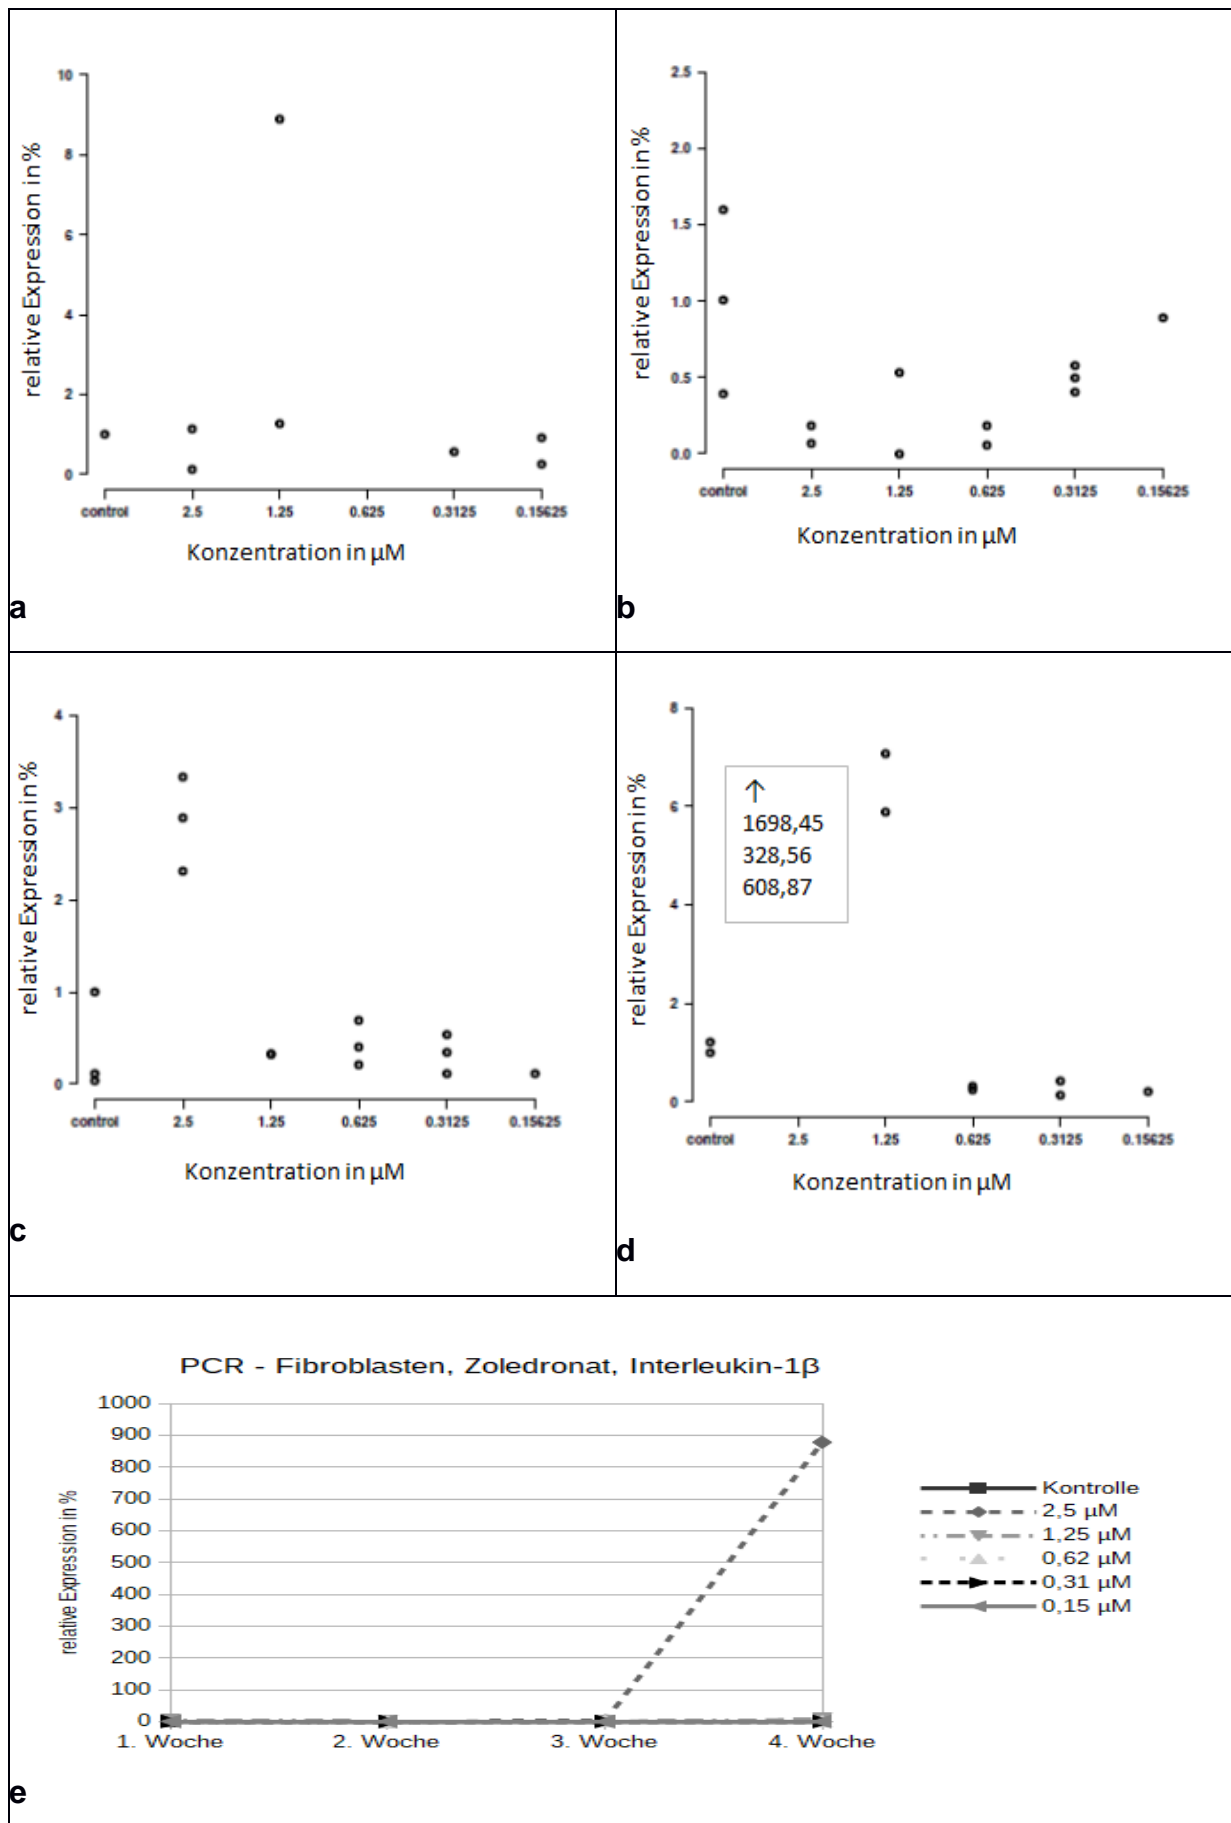 relative Expression in %
10
8
6
4
2
0
control 2.5 1.25 0.625 0.3125 0.15625
Konzentration in µM
a
relative Expression in %
2.5
2.0
1.5
1.0
0.5
0.0
control 2.5 1.25 0.625 0.3125 0.15625
Konzentration in µM
b
relative Expression in %
4
3
2
1
0
control 2.5 1.25 0.625 0.3125 0.15625
Konzentration in µM
c
relative Expression in %
8
6
4
2
0
↑
1698,45
328,56
608,87
control 2.5 1.25 0.625 0.3125 0.15625
Konzentration in µM
d
PCR - Fibroblasten, Zoledronat, Interleukin-1β
relative Expression in %
1000
900
800
700
600
500
400
300
200
100
0
1. Woche 2. Woche 3. Woche 4. Woche
Kontrolle
2,5 µM
1,25 µM
0,62 µM
0,31 µM
0,15 µM
e